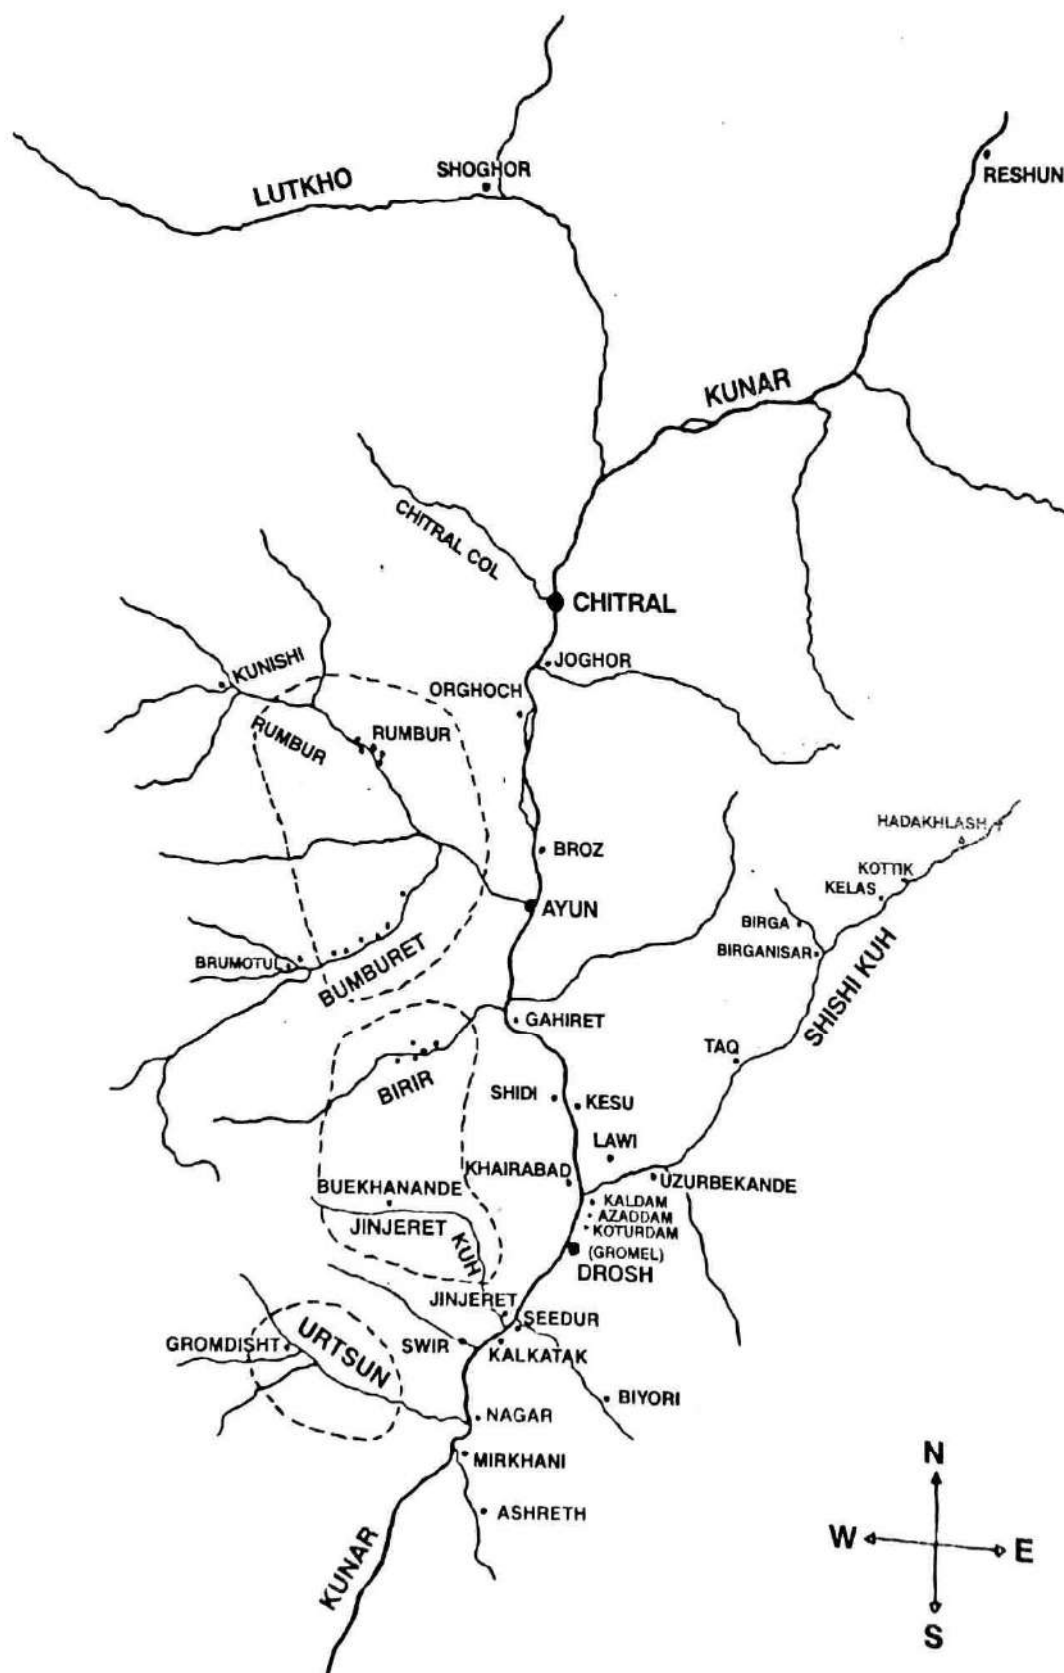 SHOGHOR
RESHUN
LUTKHO
KUNAR
CHITRAL COL
CHITRAL
KUNISHI
JOGHOR
ORGHOCH
RUMBUR
RUMBUR
HADAKHLASH
BROZ
KOTTIK
KELAS
AYUN
BIRGA
BIRGANISAR
BRUMOTUL
BUMBURET
SHISHI KUH
GAHIRET
TAQ
BIRIR
SHIDI
KESU
LAWI
KHAIRABAD
UZURBEKANDE
BUEKHANANDE
KALDAM
AZADDAM
KOTURDAM
JINJERET KUH
(GROMEL)
DROSH
JINJERET
SEEDUR
GROMDISHT
URTSUN
SWIR
KALKATAK
BIYORI
NAGAR
MIRKHANI
ASHRETH
KUNAR
N
W
E
S